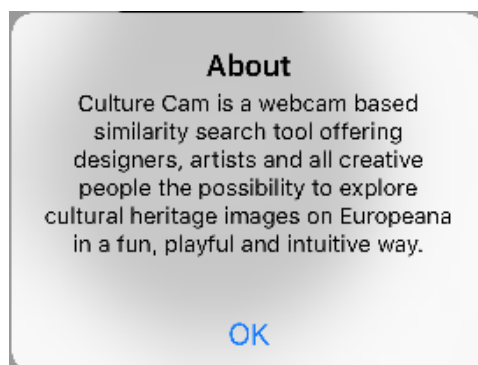 About
Culture Cam is a webcam based
similarity search tool offering
designers, artists and all creative
people the possibility to explore
cultural heritage images on Europeana
in a fun, playful and intuitive way.
OK